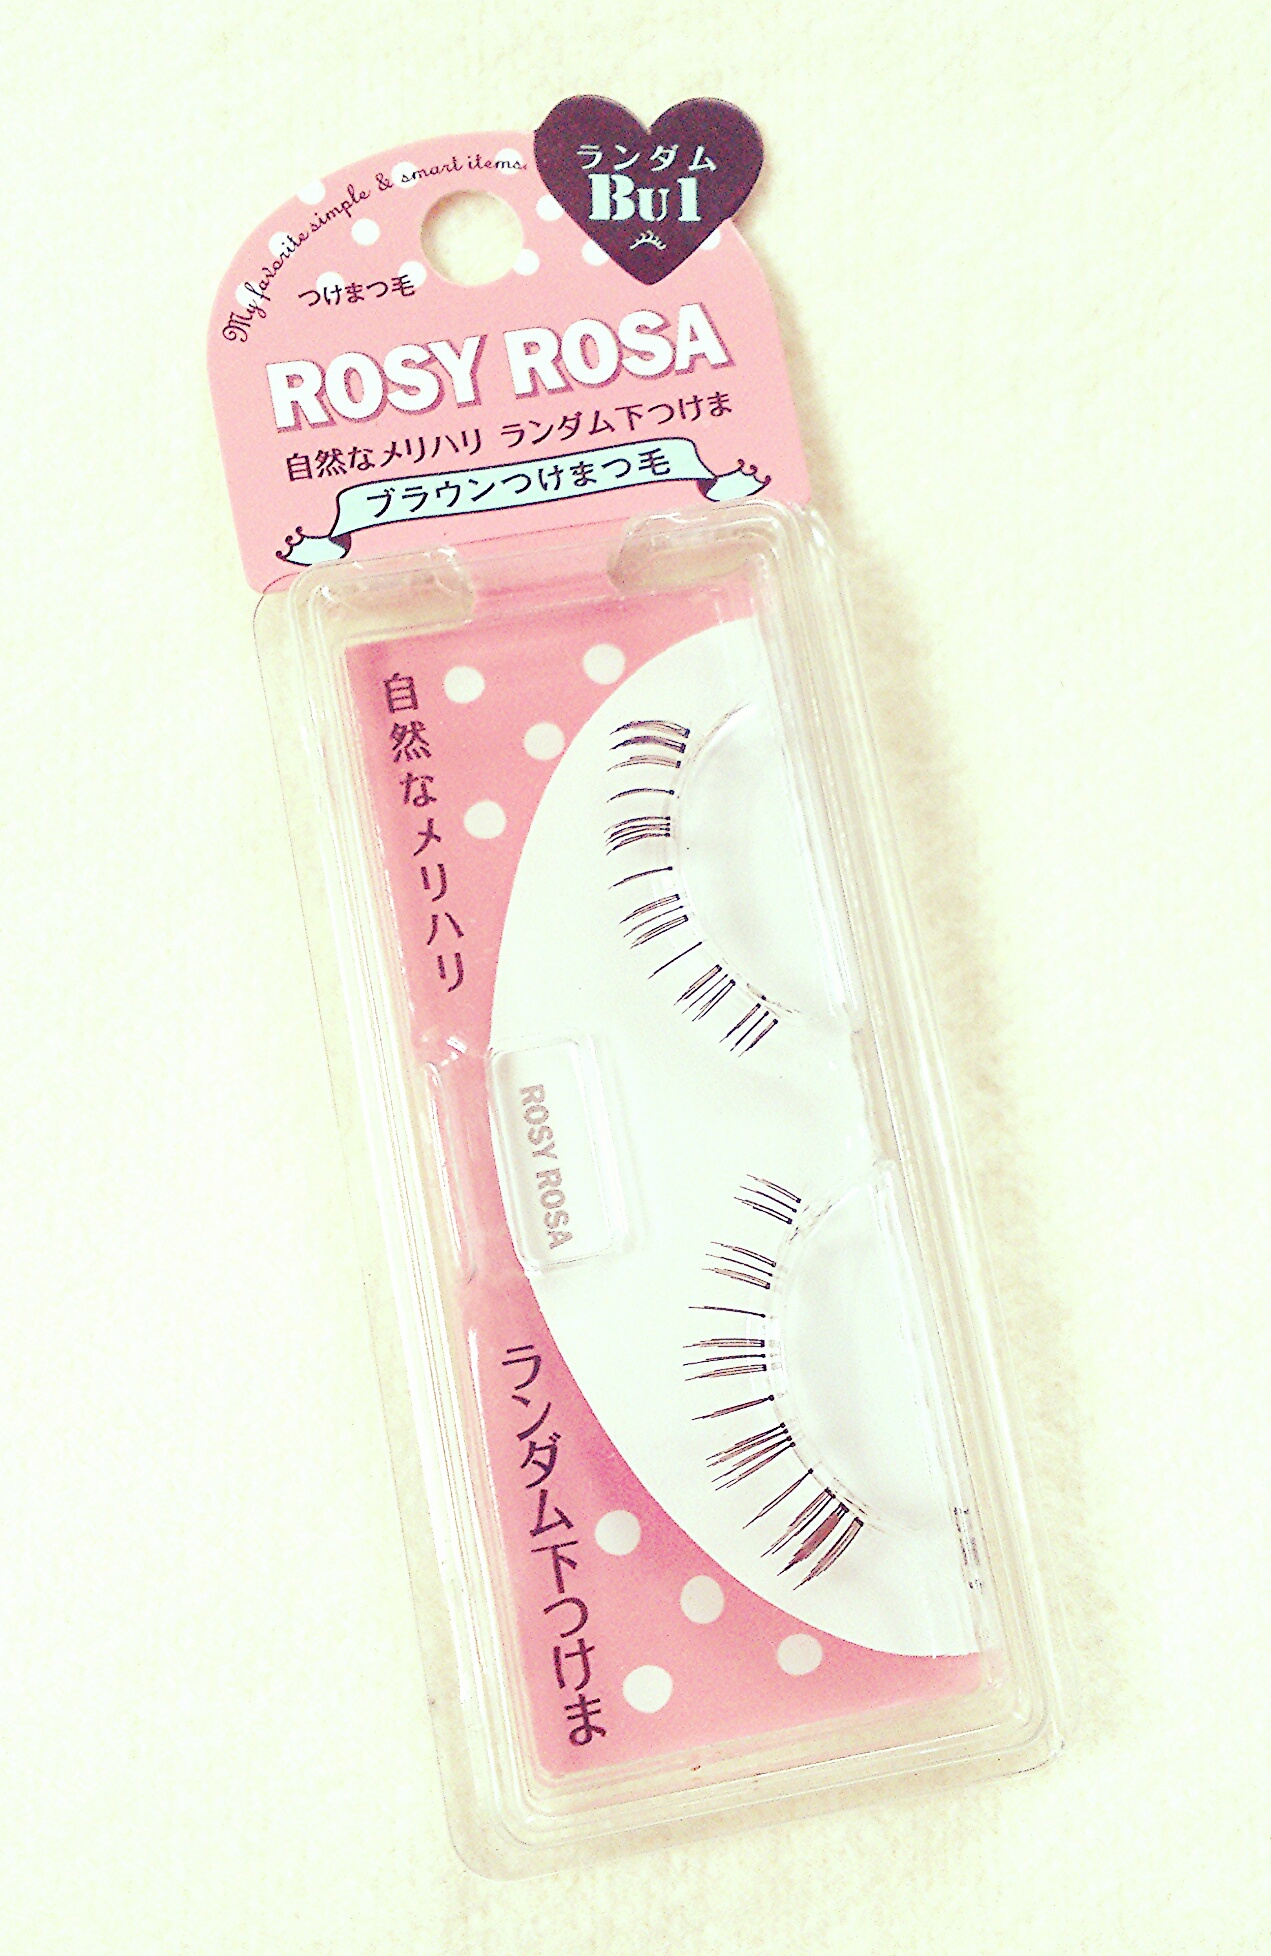 ランダム
Bu1
My favorite simple & smart items.
つけまつ毛
ROSY ROSA
自然なメリハリ ランダム下つけま
ブラウンつけまつ毛
自然なメリハリ
ROSY ROSA
ランダム下つけま